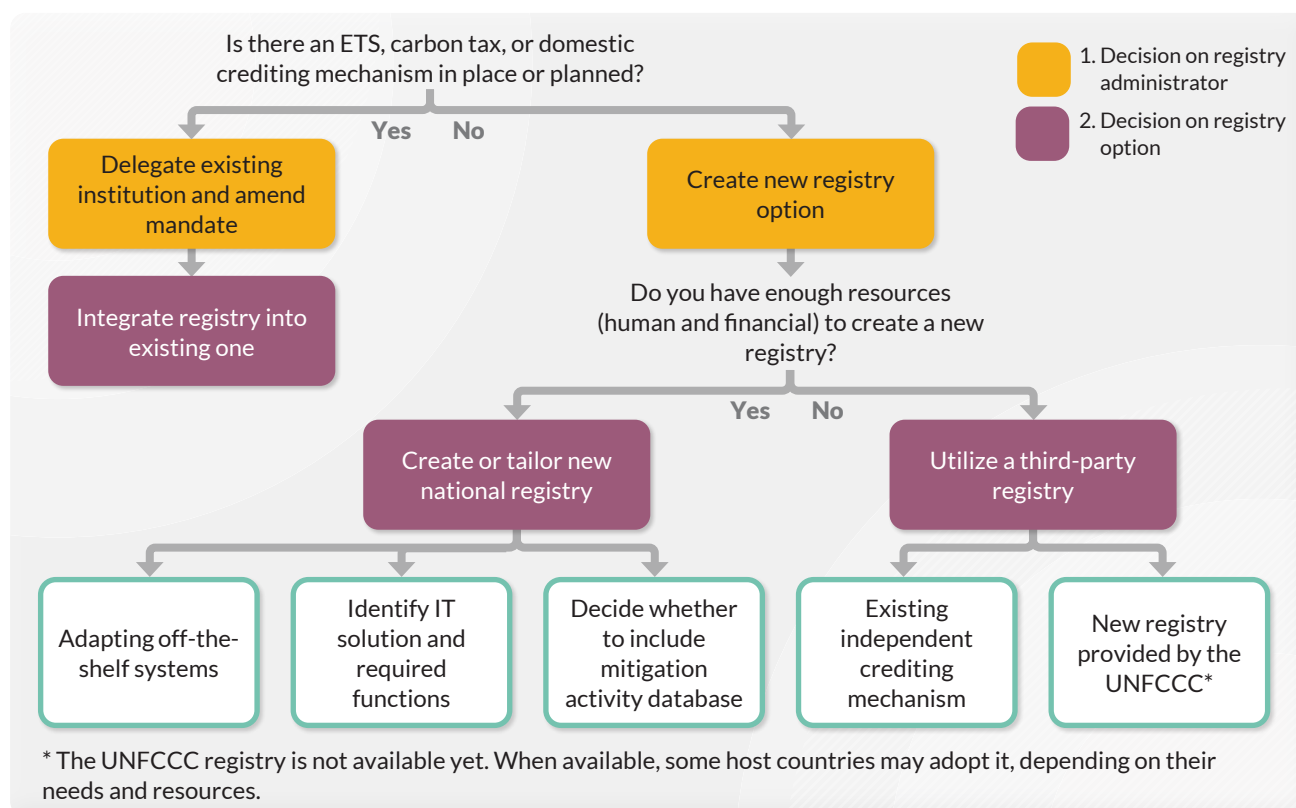 Is there an ETS, carbon tax, or domestic
crediting mechanism in place or planned?
1. Decision on registry
administrator
2. Decision on registry
option
Yes
No
Delegate existing
institution and amend
mandate
Create new registry
option
Integrate registry into
existing one
Do you have enough resources
(human and financial) to create a new
registry?
Yes
No
Create or tailor new
national registry
Utilize a third-party
registry
Adapting off-the-
shelf systems
Identify IT
solution and
required
functions
Decide whether
to include
mitigation
activity database
Existing
independent
crediting
mechanism
New registry
provided by the
UNFCCC*
* The UNFCCC registry is not available yet. When available, some host countries may adopt it, depending on their
needs and resources.